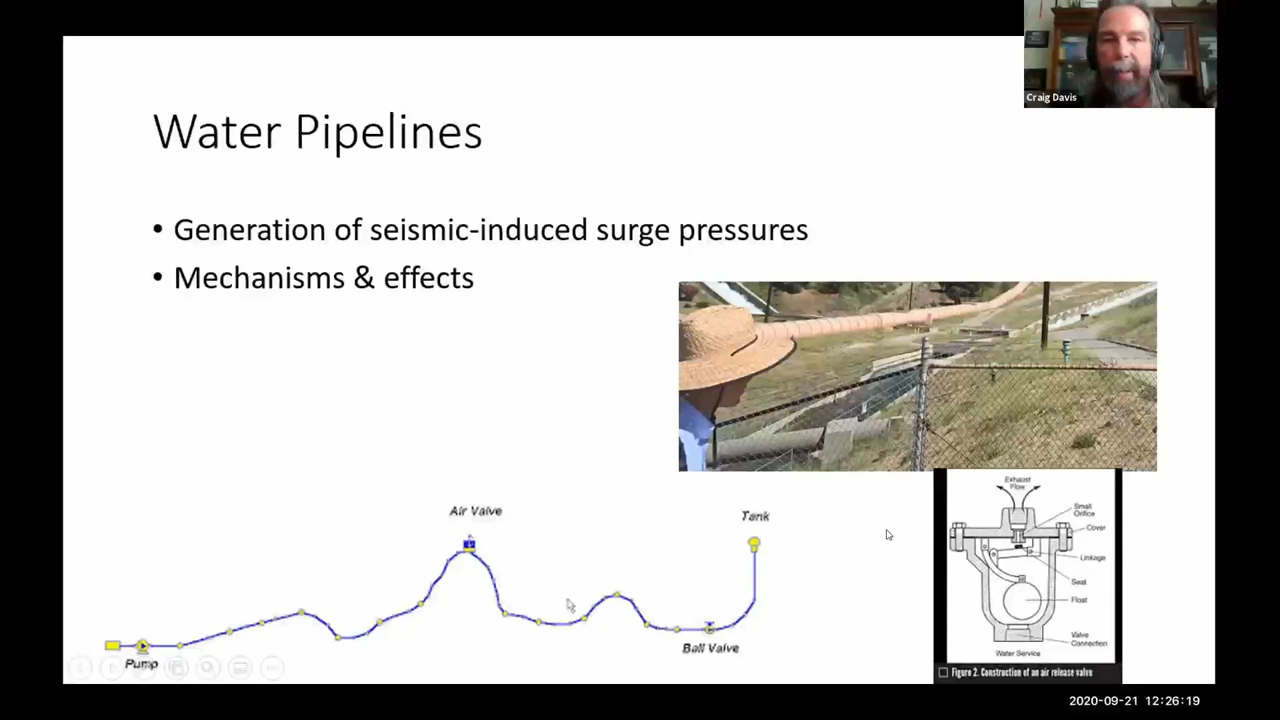 Craig Davis
Water Pipelines
• Generation of seismic-induced surge pressures
• Mechanisms & effects
Air Valve
Tank
Pump
Ball Valve
Exhaust
Flow
Small
Orifice
Cover
Linkage
Seat
Float
Valve
Connection
Water Service
Figure 2. Construction of an air release valve
2020-09-21 12:26:19